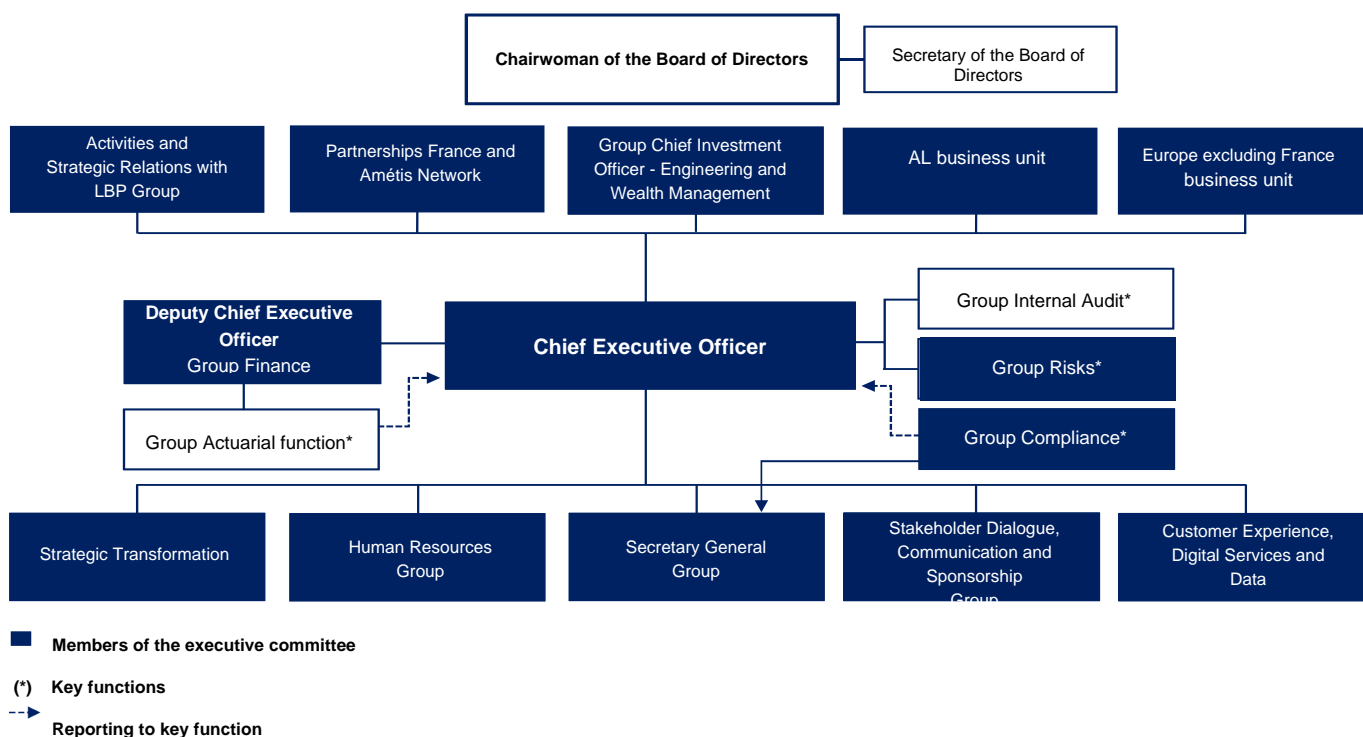 Chairwoman of the Board of Directors
Secretary of the Board of
Directors
Activities and
Strategic Relations with
LBP Group
Partnerships France and
Amétis Network
Group Chief Investment
Officer - Engineering and
Wealth Management
AL business unit
Europe excluding France
business unit
Deputy Chief Executive
Officer
Group Finance
Chief Executive Officer
Group Internal Audit*
Group Risks*
Group Actuarial function*
Group Compliance*
Strategic Transformation
Human Resources
Group
Secretary General
Group
Stakeholder Dialogue,
Communication and
Sponsorship
Group
Customer Experience,
Digital Services and
Data
Members of the executive committee
(*) Key functions
Reporting to key function